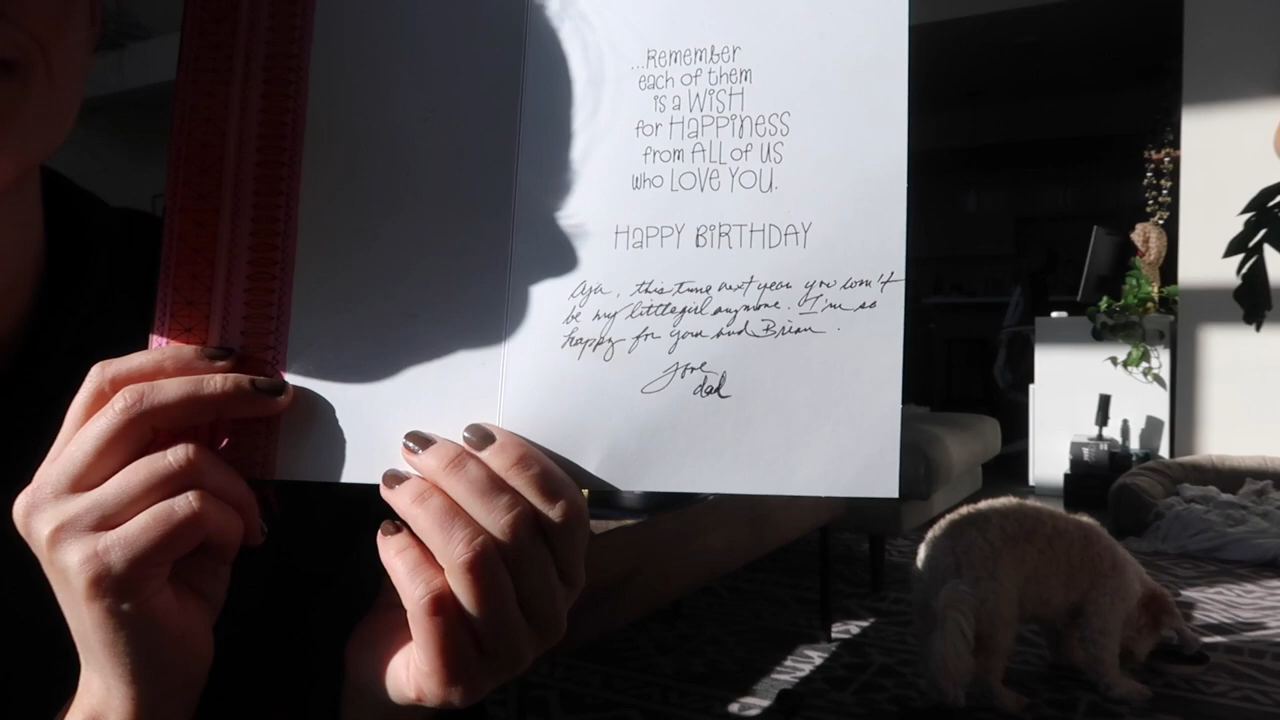 ...Remember
each of them
is a WISH
for HAPPINESS
from ALL of US
who LOVE YOU.
HAPPY BIRTHDAY
Aja, this time next year you won't
be my little girl anymore. I'm so
happy for you and Brian.
Love
dad